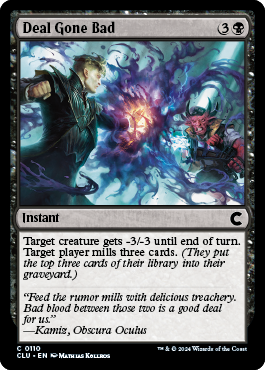 Deal Gone Bad 3
Instant C
Target creature gets -3/-3 until end of turn.
Target player mills three cards. (They put
the top three cards of their library into their
graveyard.)
“Feed the rumor mills with delicious treachery.
Bad blood between those two is a good deal
for us.”
—Kamis, Obscura Oculus
C 0110
CLU • EN Mathias Kollros
™ & © 2024 Wizards of the Coast